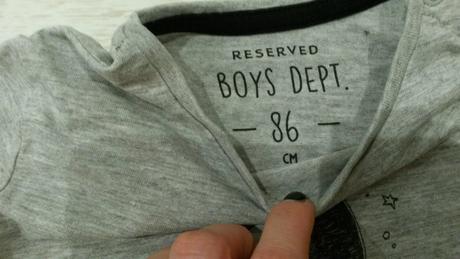 RESERVED
BOYS DEPT.
— 86 —
CM